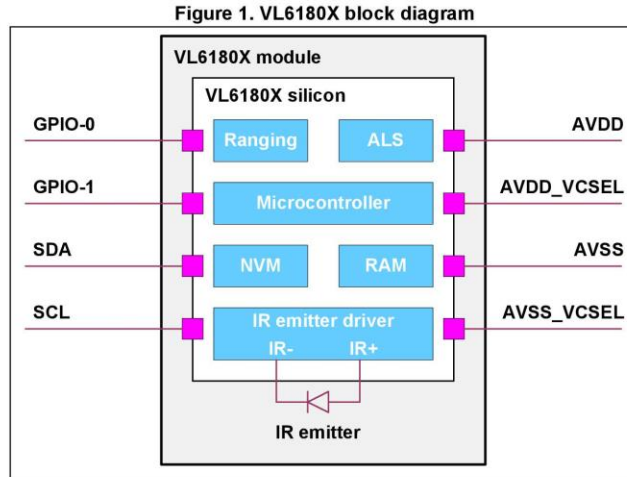 Figure 1. VL6180X block diagram
VL6180X module
VL6180X silicon
GPIO-0
Ranging
ALS
AVDD
GPIO-1
Microcontroller
AVDD_VCSEL
SDA
NVM
RAM
AVSS
SCL
IR emitter driver
AVSS_VCSEL
IR-
IR+
IR emitter